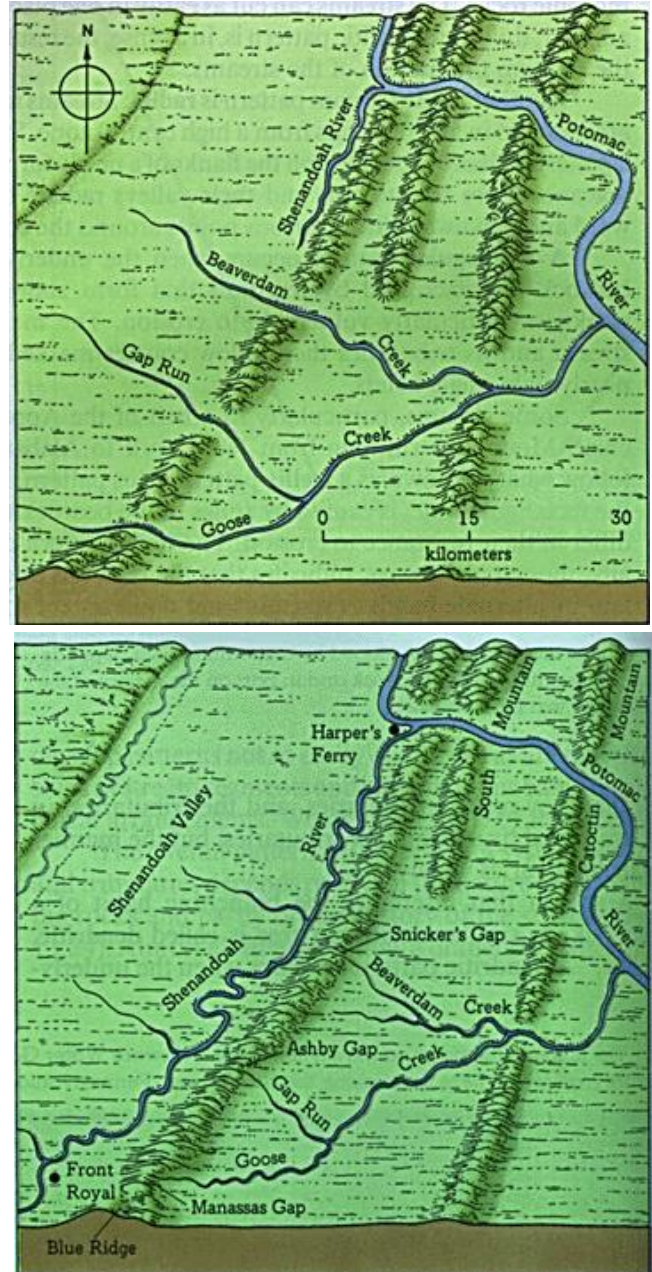 N
Shenandoah River
Potomac
River
Beaverdam
Creek
Gap Run
Creek
Goose
0 15 30
kilometers
Harper's
Ferry
Mountain
Mountain
Potomac
South
Catoctin
River
Shenandoah Valley
River
Shenandoah
Snicker's Gap
Beaverdam
Creek
Ashby Gap
Creek
Gap Run
Goose
Front
Royal
Manassas Gap
Blue Ridge